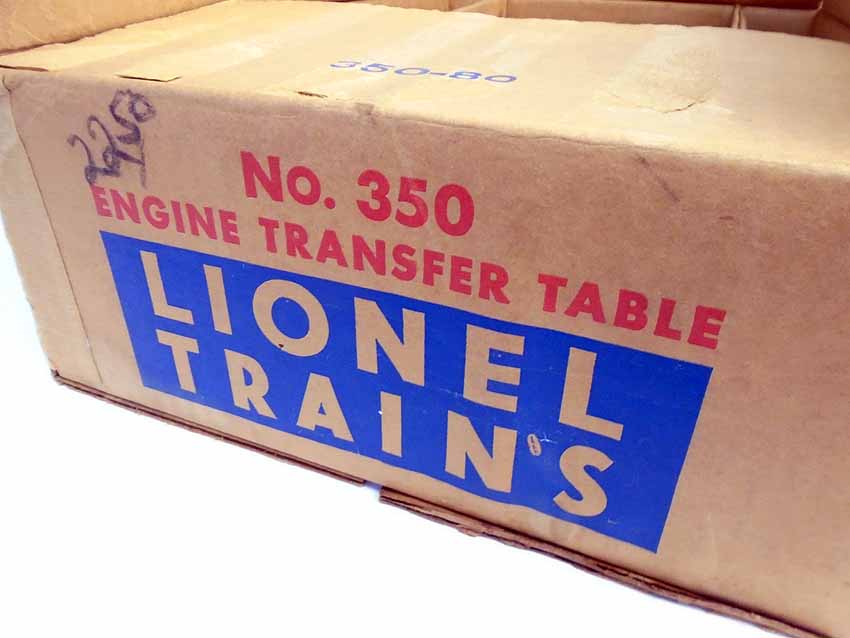 350-80
2250
No. 350
ENGINE TRANSFER TABLE
LIONEL
TRAINS